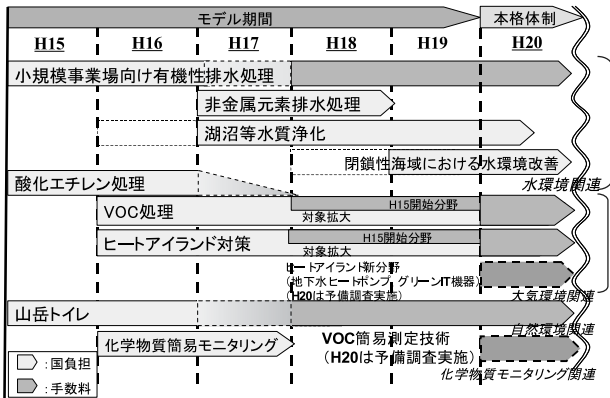 モデル期間
本格体制
H15 H16 H17 H18 H19 H20
小規模事業場向け有機性排水処理
非金属元素排水処理
湖沼等水質浄化
閉鎖性海域における水環境改善
水環境関連
酸化エチレン処理
H15開始分野
VOC処理
対象拡大
H15開始分野
ヒートアイランド対策
対象拡大
ヒートアイランド新分野
(地下水ヒートポンプ,グリーンIT機器)
(H20は予備調査実施)
大気環境関連
山岳トイレ
自然環境関連
化学物質簡易モニタリング
VOC簡易測定技術
(H20は予備調査実施)
化学物質モニタリング関連
:国負担
:手数料